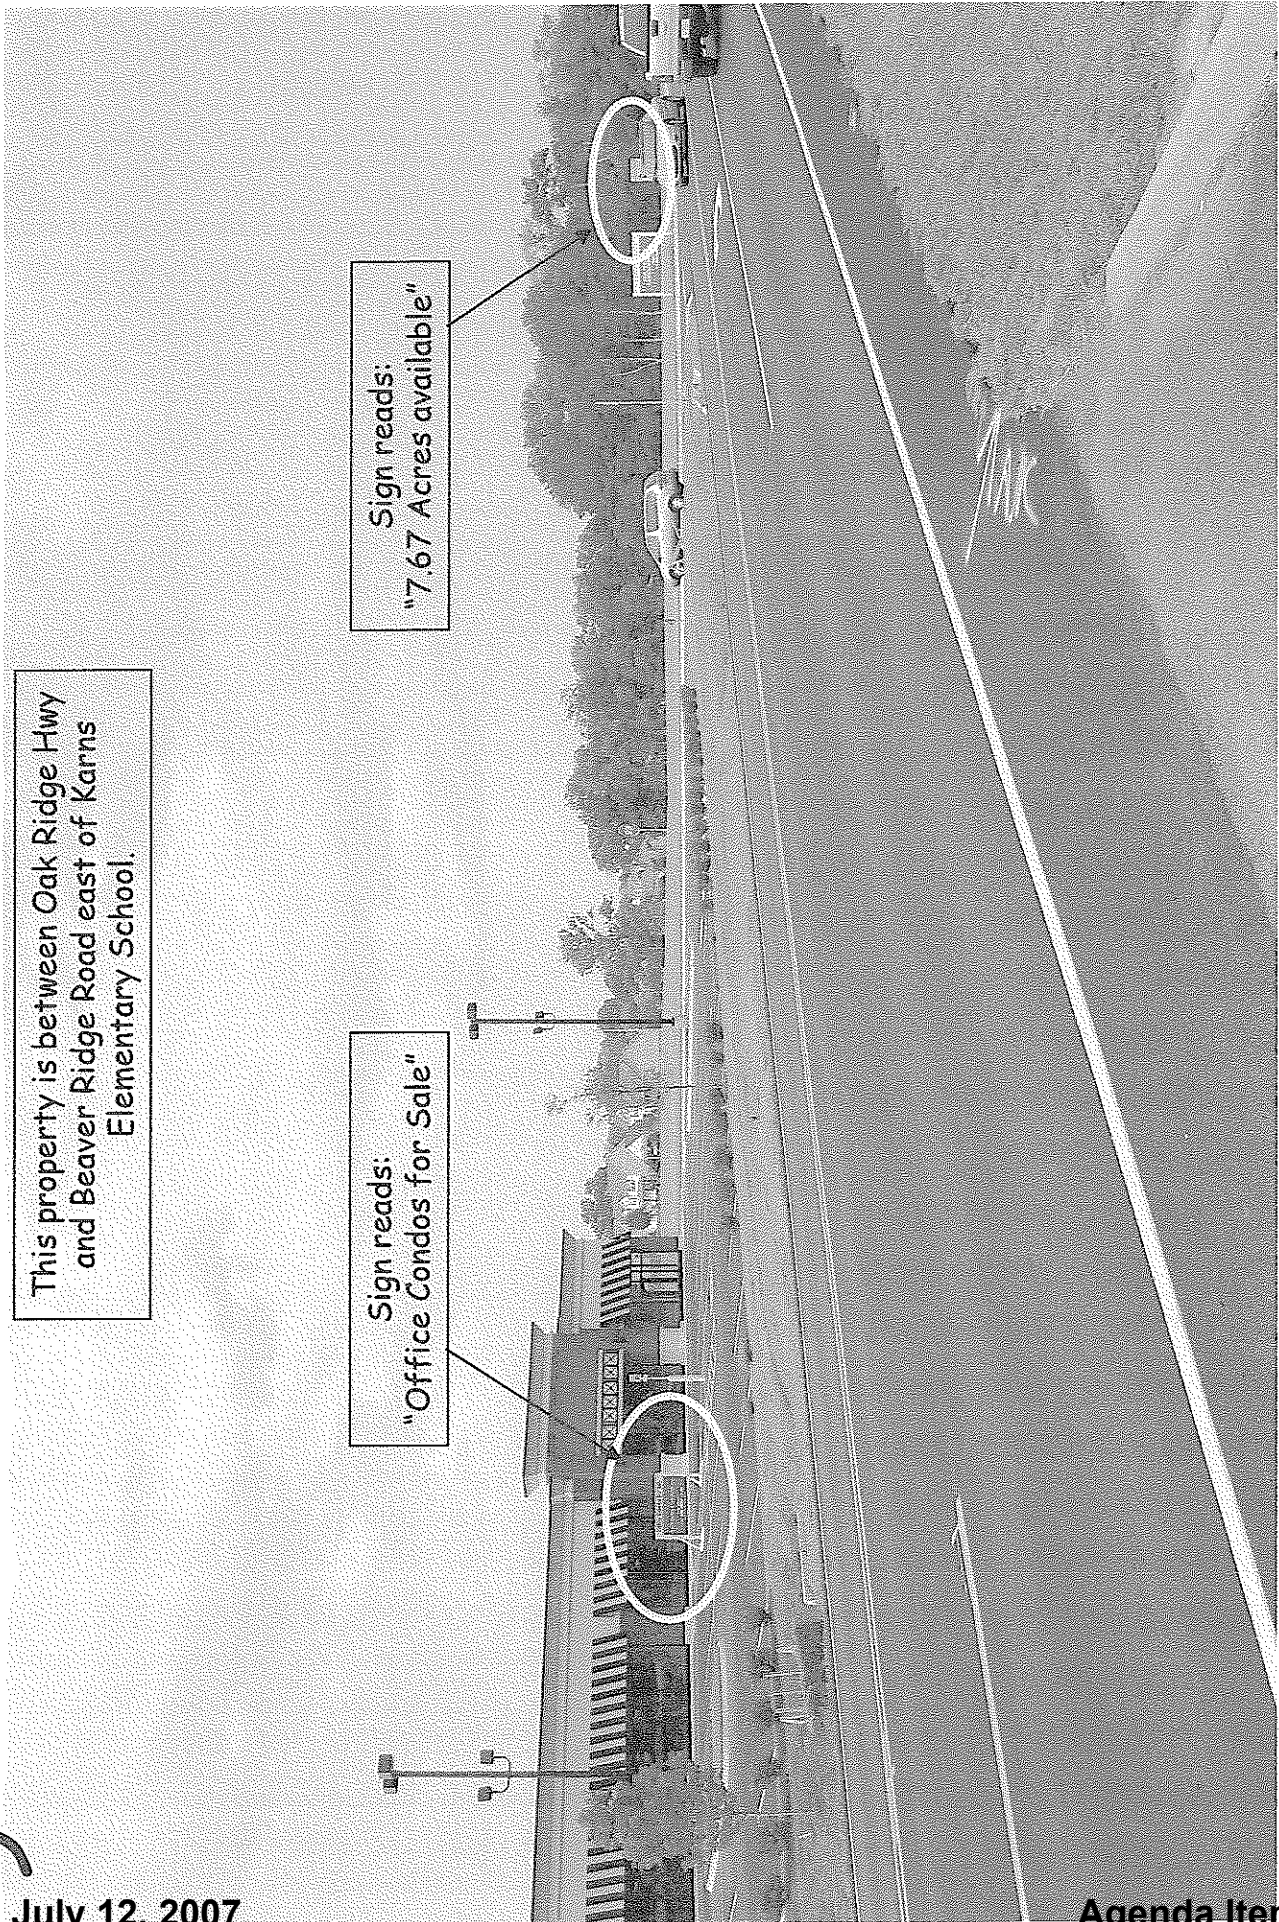 This property is between Oak Ridge Hwy
and Beaver Ridge Road east of Karns
Elementary School.
Sign reads:
"Office Condos for Sale"
Sign reads:
"7.67 Acres available"
July 12, 2007
Agenda